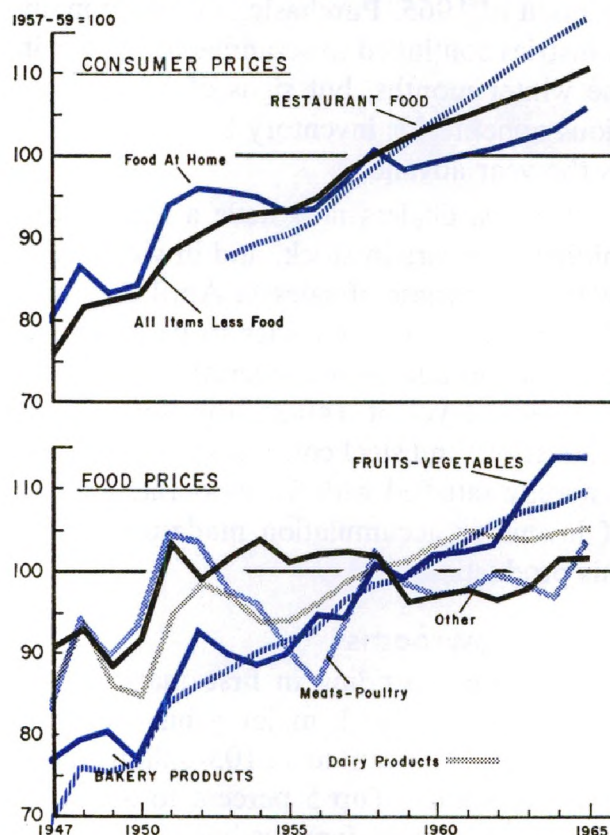 1957-59=100
CONSUMER PRICES
RESTAURANT FOOD
Food At Home
All Items Less Food
110
100
90
80
70
FOOD PRICES
FRUITS-VEGETABLES
Other
Meats-Poultry
BAKERY PRODUCTS
Dairy Products
110
100
90
80
70
1947
1950
1955
1960
1965